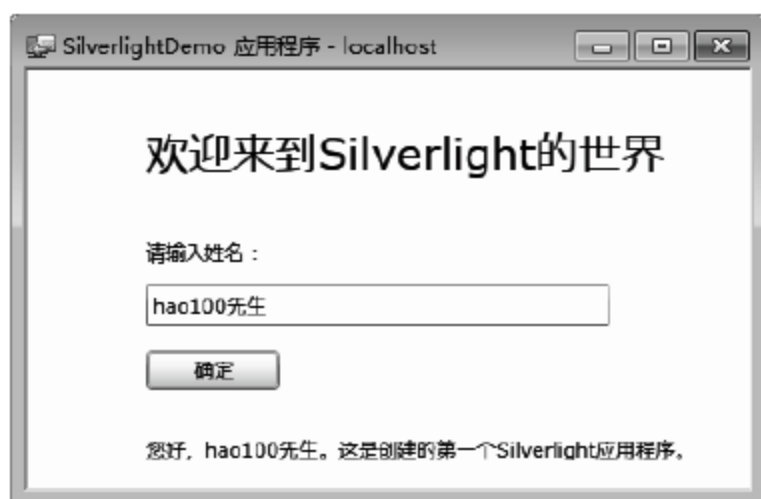 SilverlightDemo 应用程序 - localhost
欢迎来到Silverlight的世界
请输入姓名：
hao100先生
确定
您好，hao100先生。这是创建的第一个Silverlight应用程序。